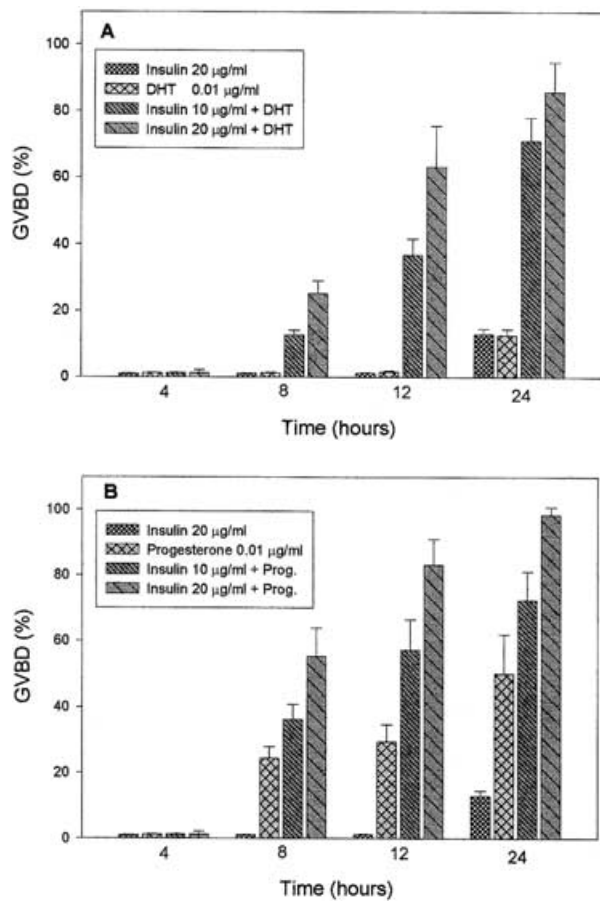 A
Insulin 20 µg/ml
DHT 0.01 µg/ml
Insulin 10 µg/ml + DHT
Insulin 20 µg/ml + DHT
GVBD (%)
100
80
60
40
20
0
4 8 12 24
Time (hours)
B
Insulin 20 µg/ml
Progesterone 0.01 µg/ml
Insulin 10 µg/ml + Prog.
Insulin 20 µg/ml + Prog.
GVBD (%)
100
80
60
40
20
0
4 8 12 24
Time (hours)